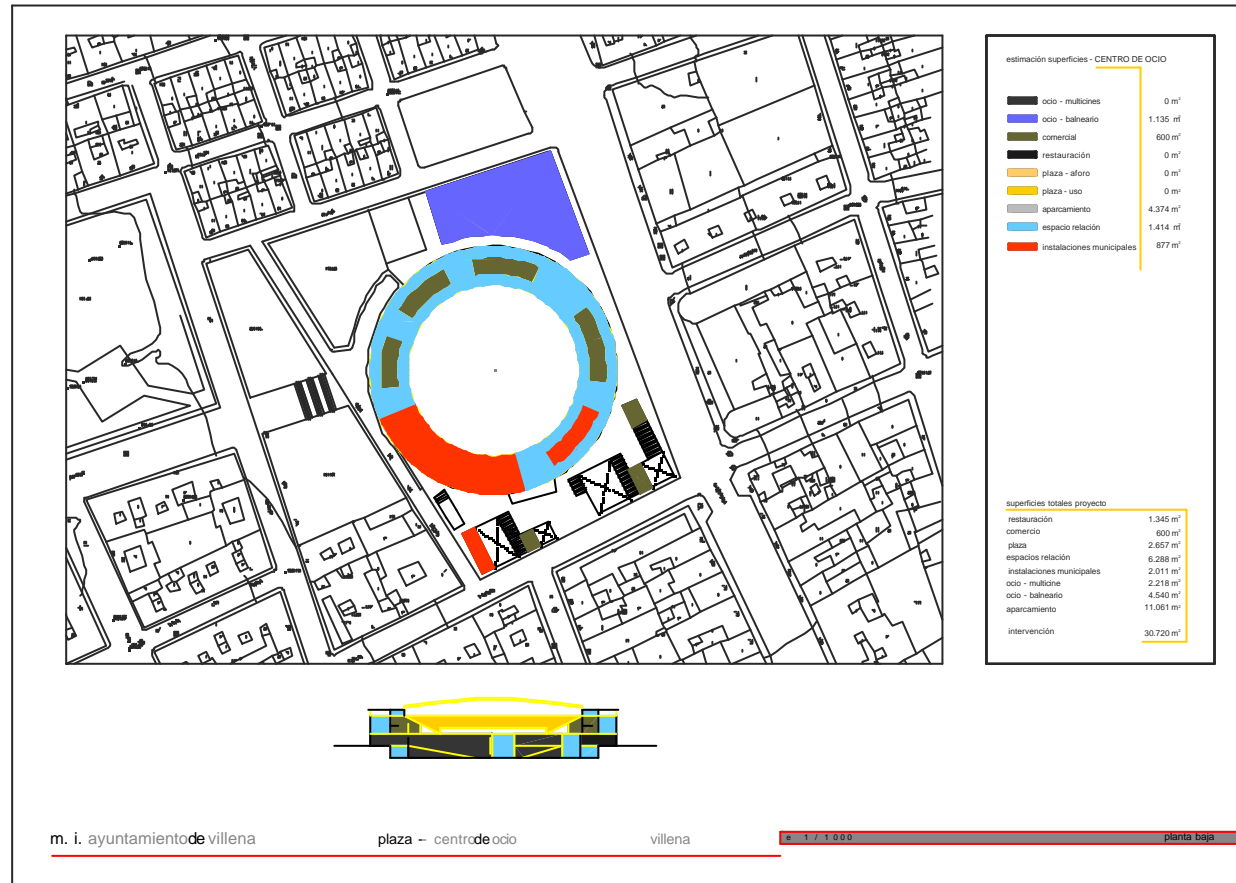 estimación superficies - CENTRO DE OCIO
ocio - multicines 0 m²
ocio - balneario 1.135 m²
comercial 600 m²
restauración 0 m²
plaza - aforo 0 m²
plaza - uso 0 m²
aparcamiento 4.374 m²
espacio relación 1.414 m²
instalaciones municipales 877 m²
superficies totales proyecto
restauración 1.345 m²
comercio 600 m²
plaza 2.657 m²
espacios relación 6.288 m²
instalaciones municipales 2.011 m²
ocio - multicine 2.218 m²
ocio - balneario 4.540 m²
aparcamiento 11.061 m²
intervención 30.720 m²
m. i. ayuntamiento de villena plaza - centro de ocio villena e 1 / 1000 planta baja